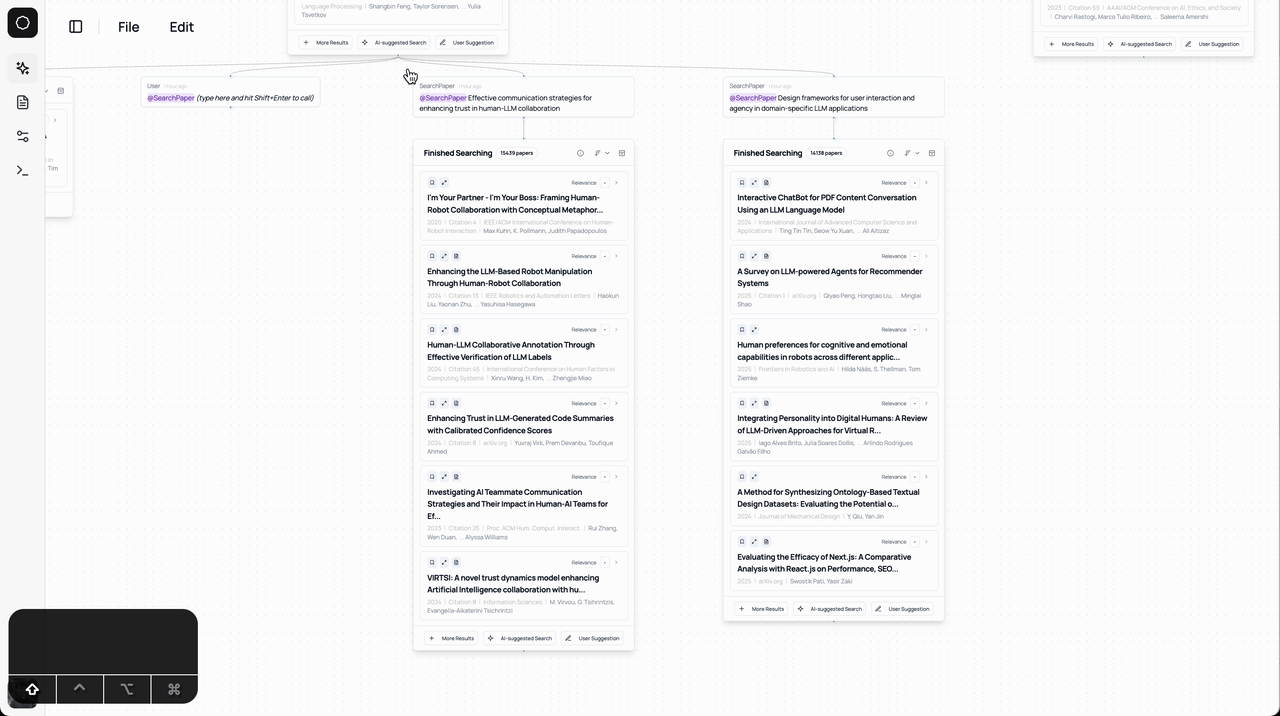 File Edit
Language Processing | Shangbin Feng, Taylor Sorensen, ... Yulia
Tsvetkov
More Results AI-suggested Search User Suggestion
2023 | Citation 59 | AAAI/ACM Conference on AI, Ethics, and Society
| Charvi Rastogi, Marco Tulio Ribeiro, ... Saleema Amershi
More Results AI-suggested Search User Suggestion
in
Tim
User 1 hour ago
@SearchPaper (type here and hit Shift+Enter to call)
SearchPaper 1 hour ago
@SearchPaper Effective communication strategies for
enhancing trust in human-LLM collaboration
Finished Searching 15439 papers
Relevance -
I'm Your Partner - I'm Your Boss: Framing Human-
Robot Collaboration with Conceptual Metaphor...
2020 | Citation 4 | IEEE/ACM International Conference on Human-
Robot Interaction | Max Kuhn, K. Pollmann, Judith Papadopoulos
Relevance -
Enhancing the LLM-Based Robot Manipulation
Through Human-Robot Collaboration
2024 | Citation 13 | IEEE Robotics and Automation Letters | Haokun
Liu, Yaonan Zhu, ... Yasuhisa Hasegawa
Relevance -
Human-LLM Collaborative Annotation Through
Effective Verification of LLM Labels
2024 | Citation 46 | International Conference on Human Factors in
Computing Systems | Xinru Wang, H. Kim, ... Zhengjie Miao
Relevance -
Enhancing Trust in LLM-Generated Code Summaries
with Calibrated Confidence Scores
2024 | Citation 8 | arXiv.org | Yuvraj Virk, Prem Devanbu, Toufique
Ahmed
Relevance -
Investigating AI Teammate Communication
Strategies and Their Impact in Human-AI Teams for
Ef...
2023 | Citation 25 | Proc. ACM Hum. Comput. Interact. | Rui Zhang,
Wen Duan, ... Alyssa Williams
Relevance -
VIRTSI: A novel trust dynamics model enhancing
Artificial Intelligence collaboration with hu...
2024 | Citation 9 | Information Sciences | M. Virvou, G. Tsihrintzis,
Evangelia-Aikaterini Tsichrintzi
More Results AI-suggested Search User Suggestion
SearchPaper 1 hour ago
@SearchPaper Design frameworks for user interaction and
agency in domain-specific LLM applications
Finished Searching 14138 papers
Relevance -
Interactive ChatBot for PDF Content Conversation
Using an LLM Language Model
2024 | International Journal of Advanced Computer Science and
Applications | Ting Tin Tin, Seow Yu Xuan, ... Ali Aitizaz
Relevance -
A Survey on LLM-powered Agents for Recommender
Systems
2025 | Citation 1 | arXiv.org | Qiyao Peng, Hongtao Liu, ... Minglai
Shao
Relevance -
Human preferences for cognitive and emotional
capabilities in robots across different applic...
2025 | Frontiers in Robotics and AI | Hilda Näás, S. Thellman, Tom
Ziemke
Relevance -
Integrating Personality into Digital Humans: A Review
of LLM-Driven Approaches for Virtual R...
2025 | Iago Alves Brito, Julia Soares Dollis, ... Arlindo Rodrigues
Galvão Filho
Relevance -
A Method for Synthesizing Ontology-Based Textual
Design Datasets: Evaluating the Potential o...
2024 | Journal of Mechanical Design | Y Qiu, Yan Jin
Relevance -
Evaluating the Efficacy of Next.js: A Comparative
Analysis with React.js on Performance, SEO...
2025 | arXiv.org | Swostik Pati, Yasir Zaki
More Results AI-suggested Search User Suggestion